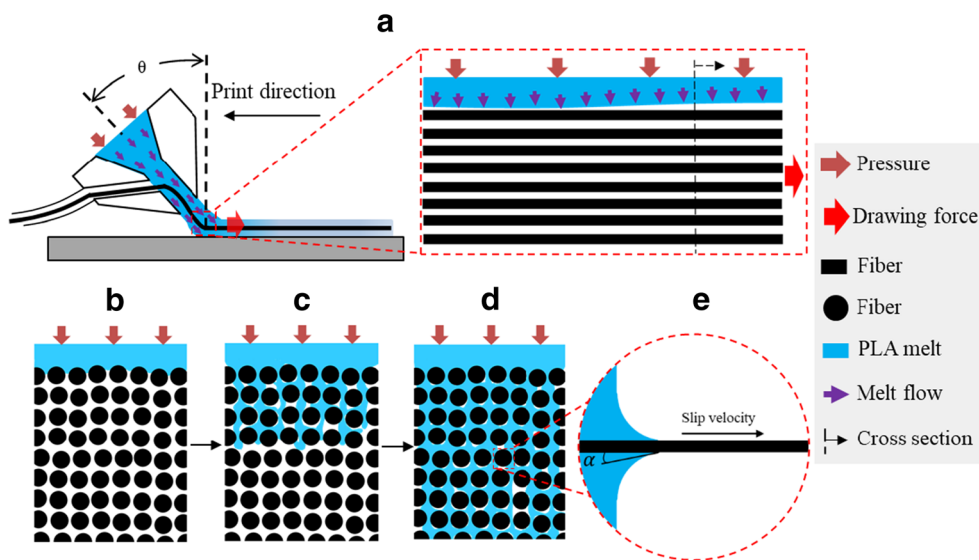 a
θ
Print direction
Pressure
Drawing force
Fiber
Fiber
PLA melt
Melt flow
Cross section
b
c
d
e
Slip velocity
α